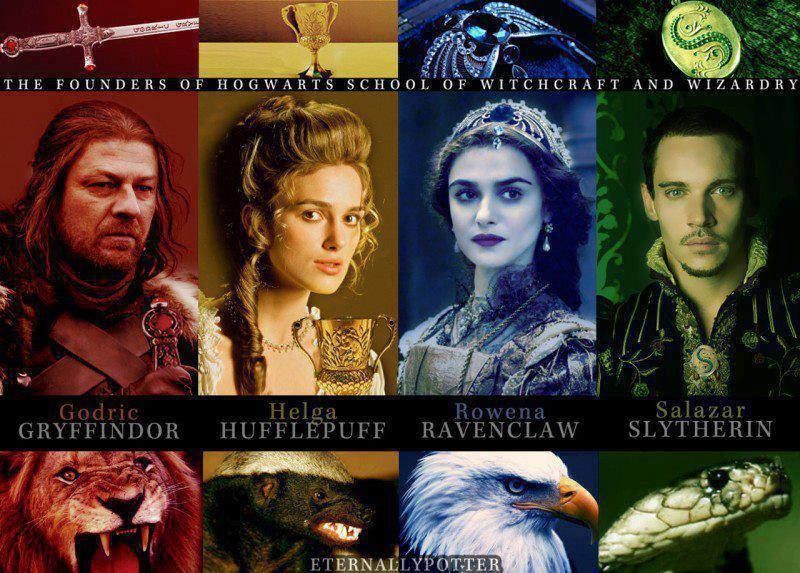 THE FOUNDERS OF HOGWARTS SCHOOL OF WITCHCRAFT AND WIZARDRY
Godric
GRYFFINDOR
Helga
HUFFLEPUFF
Rowena
RAVENCLAW
Salazar
SLYTHERIN
ETERNALLYPOTTER